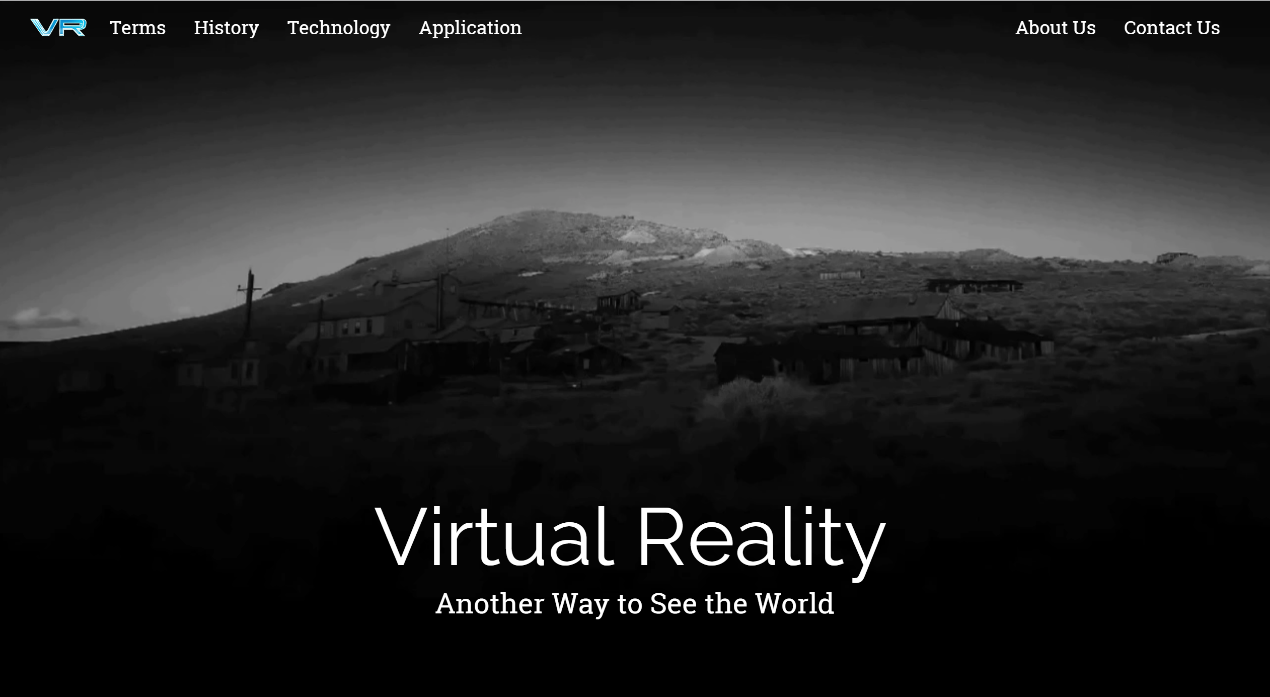 VR Terms History Technology Application About Us Contact Us
Virtual Reality
Another Way to See the World